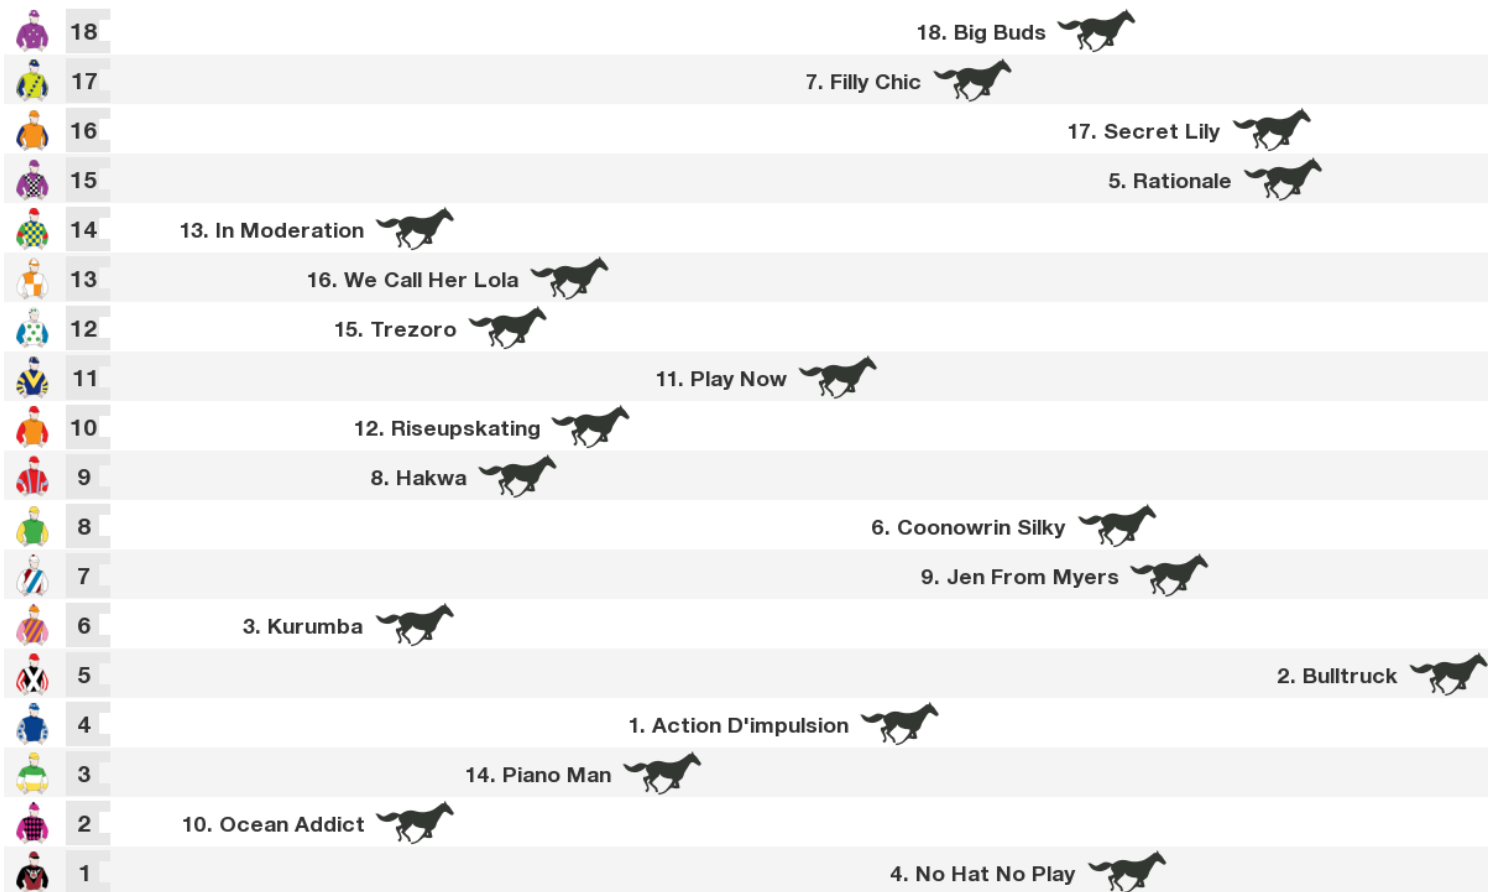 18 18. Big Buds
17 7. Filly Chic
16 17. Secret Lily
15 5. Rationale
14 13. In Moderation
13 16. We Call Her Lola
12 15. Trezoro
11 11. Play Now
10 12. Riseupskating
9 8. Hakwa
8 6. Coonowrin Silky
7 9. Jen From Myers
6 3. Kurumba
5 2. Bulltruck
4 1. Action D'impulsion
3 14. Piano Man
2 10. Ocean Addict
1 4. No Hat No Play